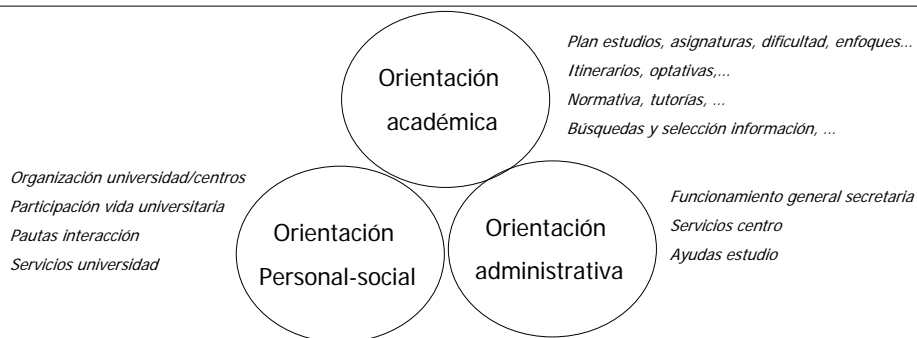 Orientación
académica
Plan estudios, asignaturas, dificultad, enfoques...
Itinerarios, optativas,...
Normativa, tutorías, ...
Búsquedas y selección información, ...
Organización universidad/centros
Participación vida universitaria
Pautas interacción
Servicios universidad
Orientación
Personal-social
Orientación
administrativa
Funcionamiento general secretaria
Servicios centro
Ayudas estudio